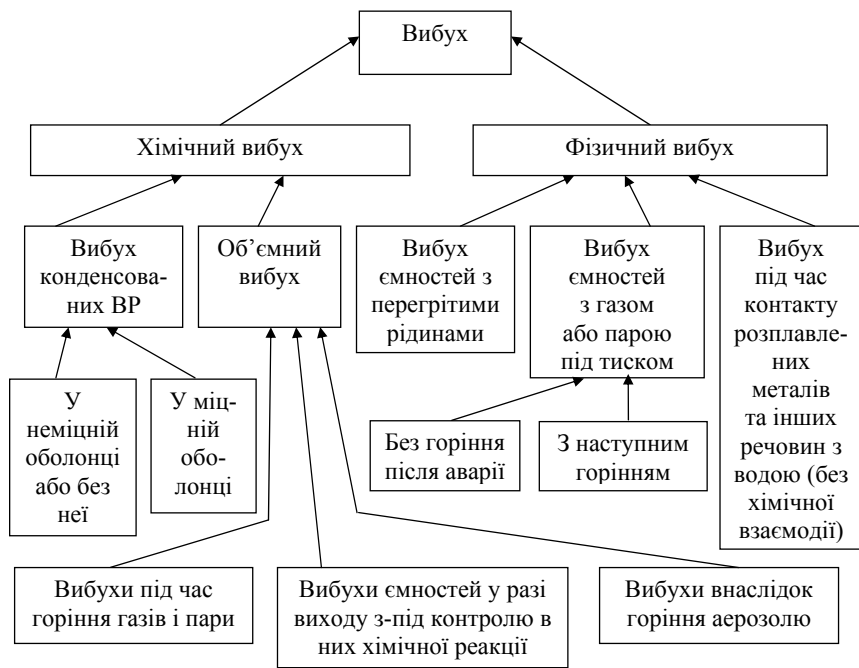 Вибух
Хімічний вибух
Фізичний вибух
Вибух
конденсова-
них ВР
Об’ємний
вибух
Вибух
ємностей з
перегрітими
рідинами
Вибух
ємностей
з газом
або парою
під тиском
Вибух
під час
контакту
розплавле-
них
металів
та інших
речовин з
водою (без
хімічної
взаємодії)
У
неміцній
оболонці
або без
неї
У міц-
ній
обо-
лонці
Без горіння
після аварії
З наступним
горінням
Вибухи під час
горіння газів і пари
Вибухи ємностей у разі
виходу з-під контролю в
них хімічної реакції
Вибухи внаслідок
горіння аерозолю